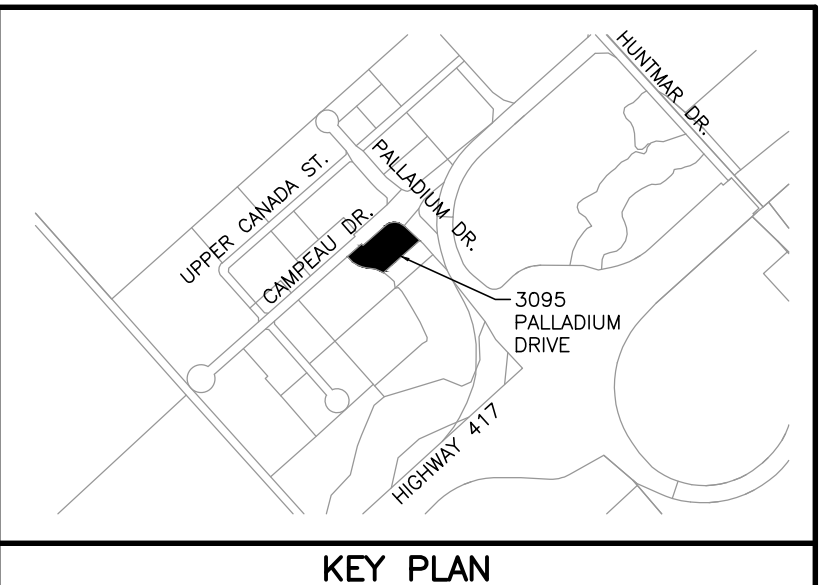 HUNTMAR DR.
PALLADIUM DR.
UPPER CANADA ST.
CAMPEAU DR.
3095
PALLADIUM
DRIVE
HIGHWAY 417
KEY PLAN